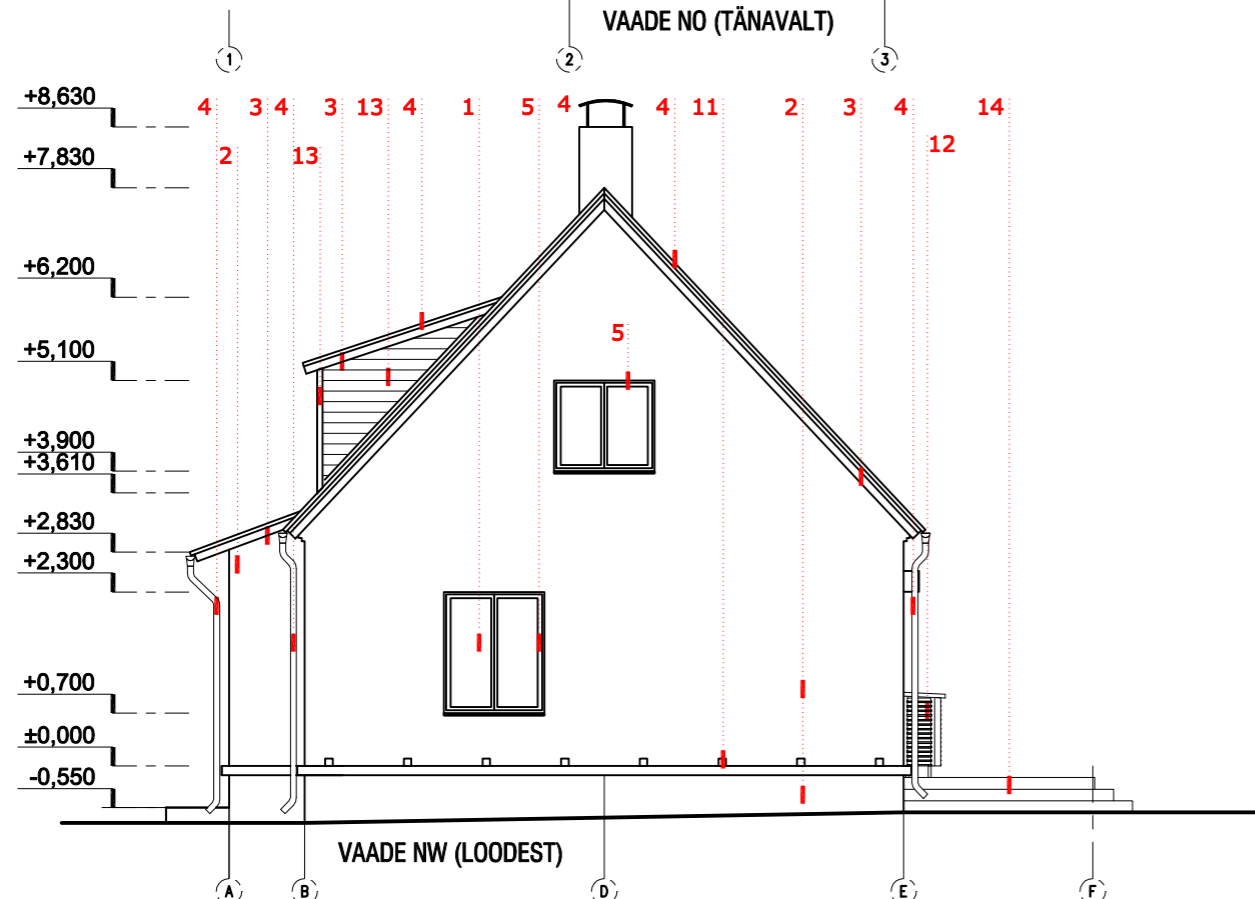 VAADE NO (TÄNAVALT)
1 2 3
+8,630
4 3 4 3 13 4 1 5 4 4 11 2 3 4 14
12
+7,830
2 13
+6,200
5
+5,100
+3,900
+3,610
+2,830
+2,300
+0,700
±0,000
-0,550
VAADE NW (LOODEST)
A B D E F